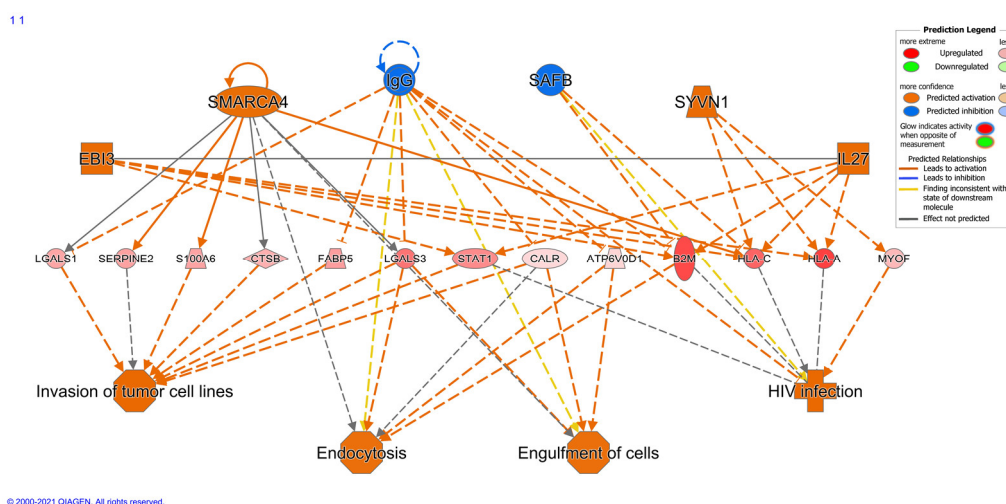 1 1
Prediction Legend
more extreme
Upregulated
Downregulated
more confidence
Predicted activation
Predicted inhibition
Glow indicates activity
when opposite of
measurement
Predicted Relationships
Leads to activation
Leads to inhibition
Finding inconsistent with
state of downstream
molecule
Effect not predicted
IgG
SAFB
SMARCA4
SYVN1
EBI3
IL27
LGALS1
SERPINE2
S100A6
CTSB
FABP5
LGALS3
STAT1
CALR
ATP6V0D1
B2M
HLA-C
HLA-A
MYOF
Invasion of tumor cell lines
HIV infection
Endocytosis
Engulfment of cells
© 2000-2021 QIAGEN. All rights reserved.